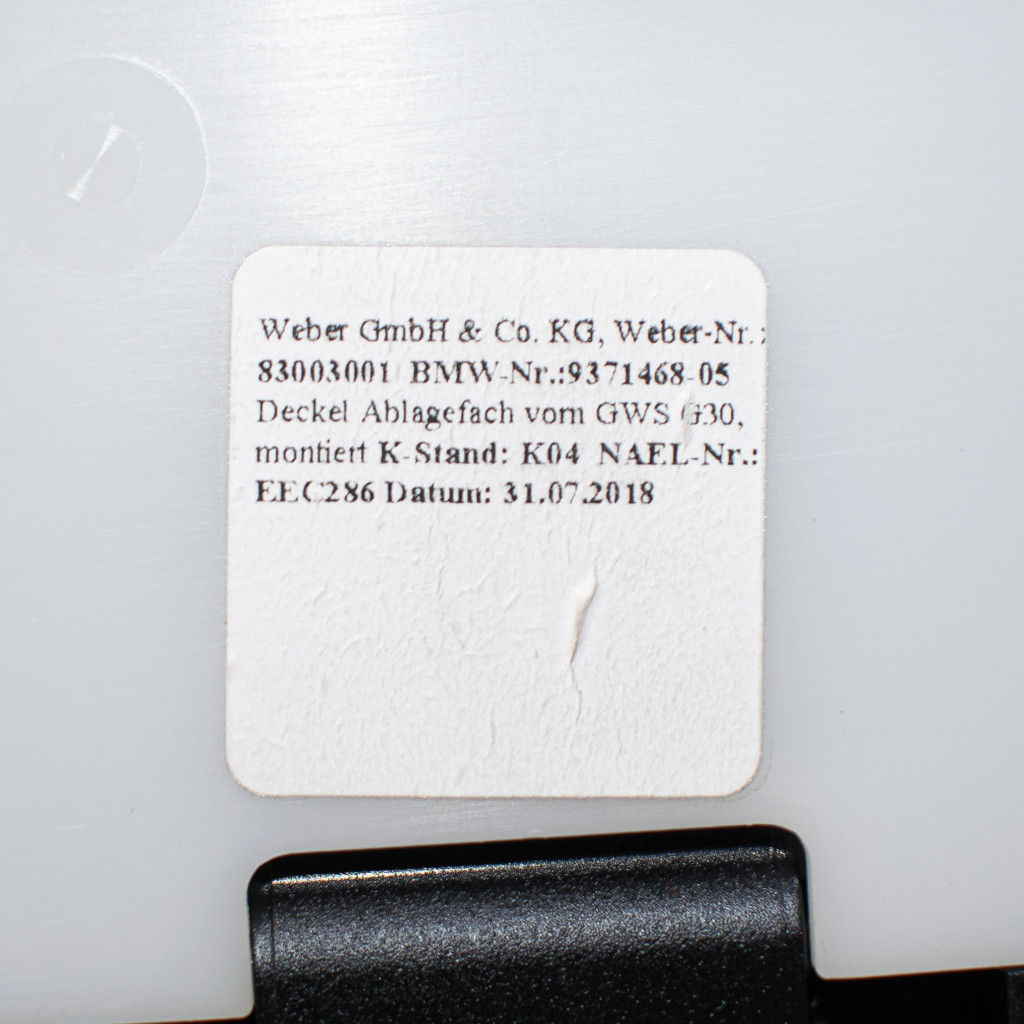 Weber GmbH & Co. KG, Weber-Nr.:
83003001 BMW-Nr.:9371468-05
Deckel Ablagefach vorn GWS G30,
montiert K-Stand: K04 NAEL-Nr.:
EEC286 Datum: 31.07.2018